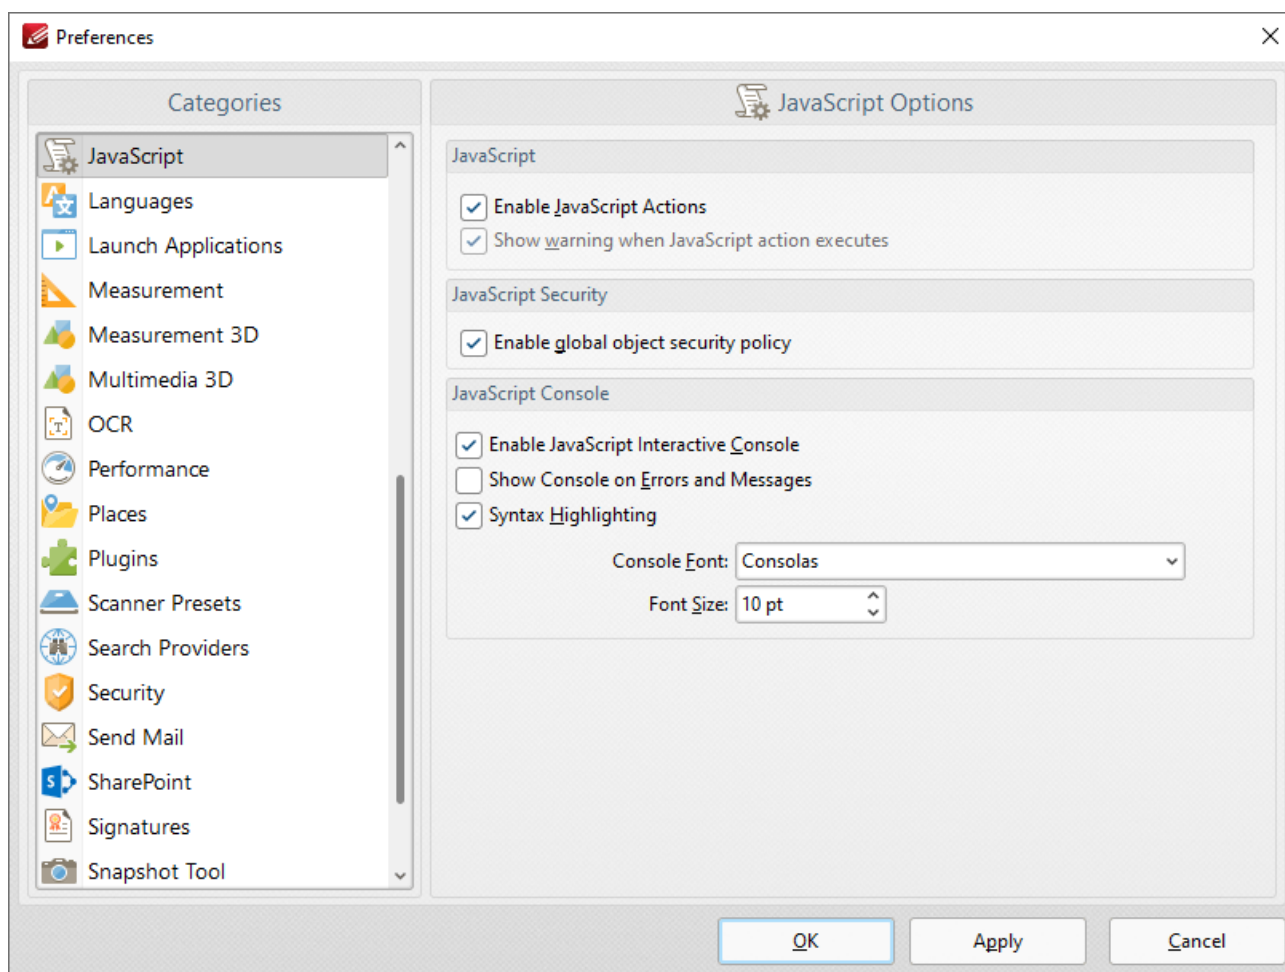 Preferences
Categories
JavaScript
Languages
Launch Applications
Measurement
Measurement 3D
Multimedia 3D
OCR
Performance
Places
Plugins
Scanner Presets
Search Providers
Security
Send Mail
SharePoint
Signatures
Snapshot Tool
JavaScript Options
JavaScript
Enable JavaScript Actions
Show warning when JavaScript action executes
JavaScript Security
Enable global object security policy
JavaScript Console
Enable JavaScript Interactive Console
Show Console on Errors and Messages
Syntax Highlighting
Console Font: Consolas
Font Size: 10 pt
OK Apply Cancel